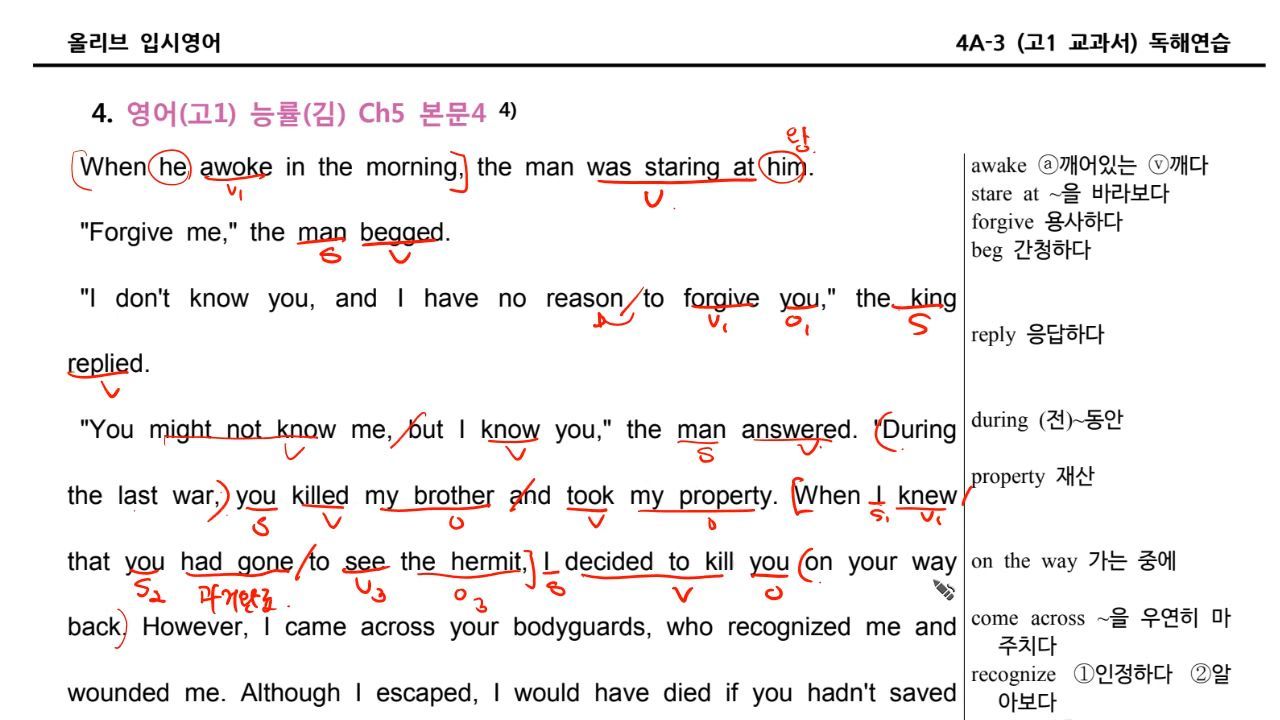 올리브 입시영어 4A-3 (고1 교과서) 독해연습
4. 영어(고1) 능률(김) Ch5 본문4 4)
왕
When he awoke in the morning, the man was staring at him.
V1 V
"Forgive me," the man begged.
S V
"I don't know you, and I have no reason to forgive you," the king
V1 O1 S
replied.
V
"You might not know me, but I know you," the man answered. "During
V V S V
the last war, you killed my brother and took my property. When I knew
S V O V O S1 V1
that you had gone to see the hermit, I decided to kill you on your way
S2 과거완료 V3 O3 S V O
back. However, I came across your bodyguards, who recognized me and
wounded me. Although I escaped, I would have died if you hadn't saved
awake ⓐ깨어있는 ⓥ깨다
stare at ~을 바라보다
forgive 용사하다
beg 간청하다
reply 응답하다
during (전)~동안
property 재산
on the way 가는 중에
come across ~을 우연히 마
주치다
recognize ①인정하다 ②알
아보다